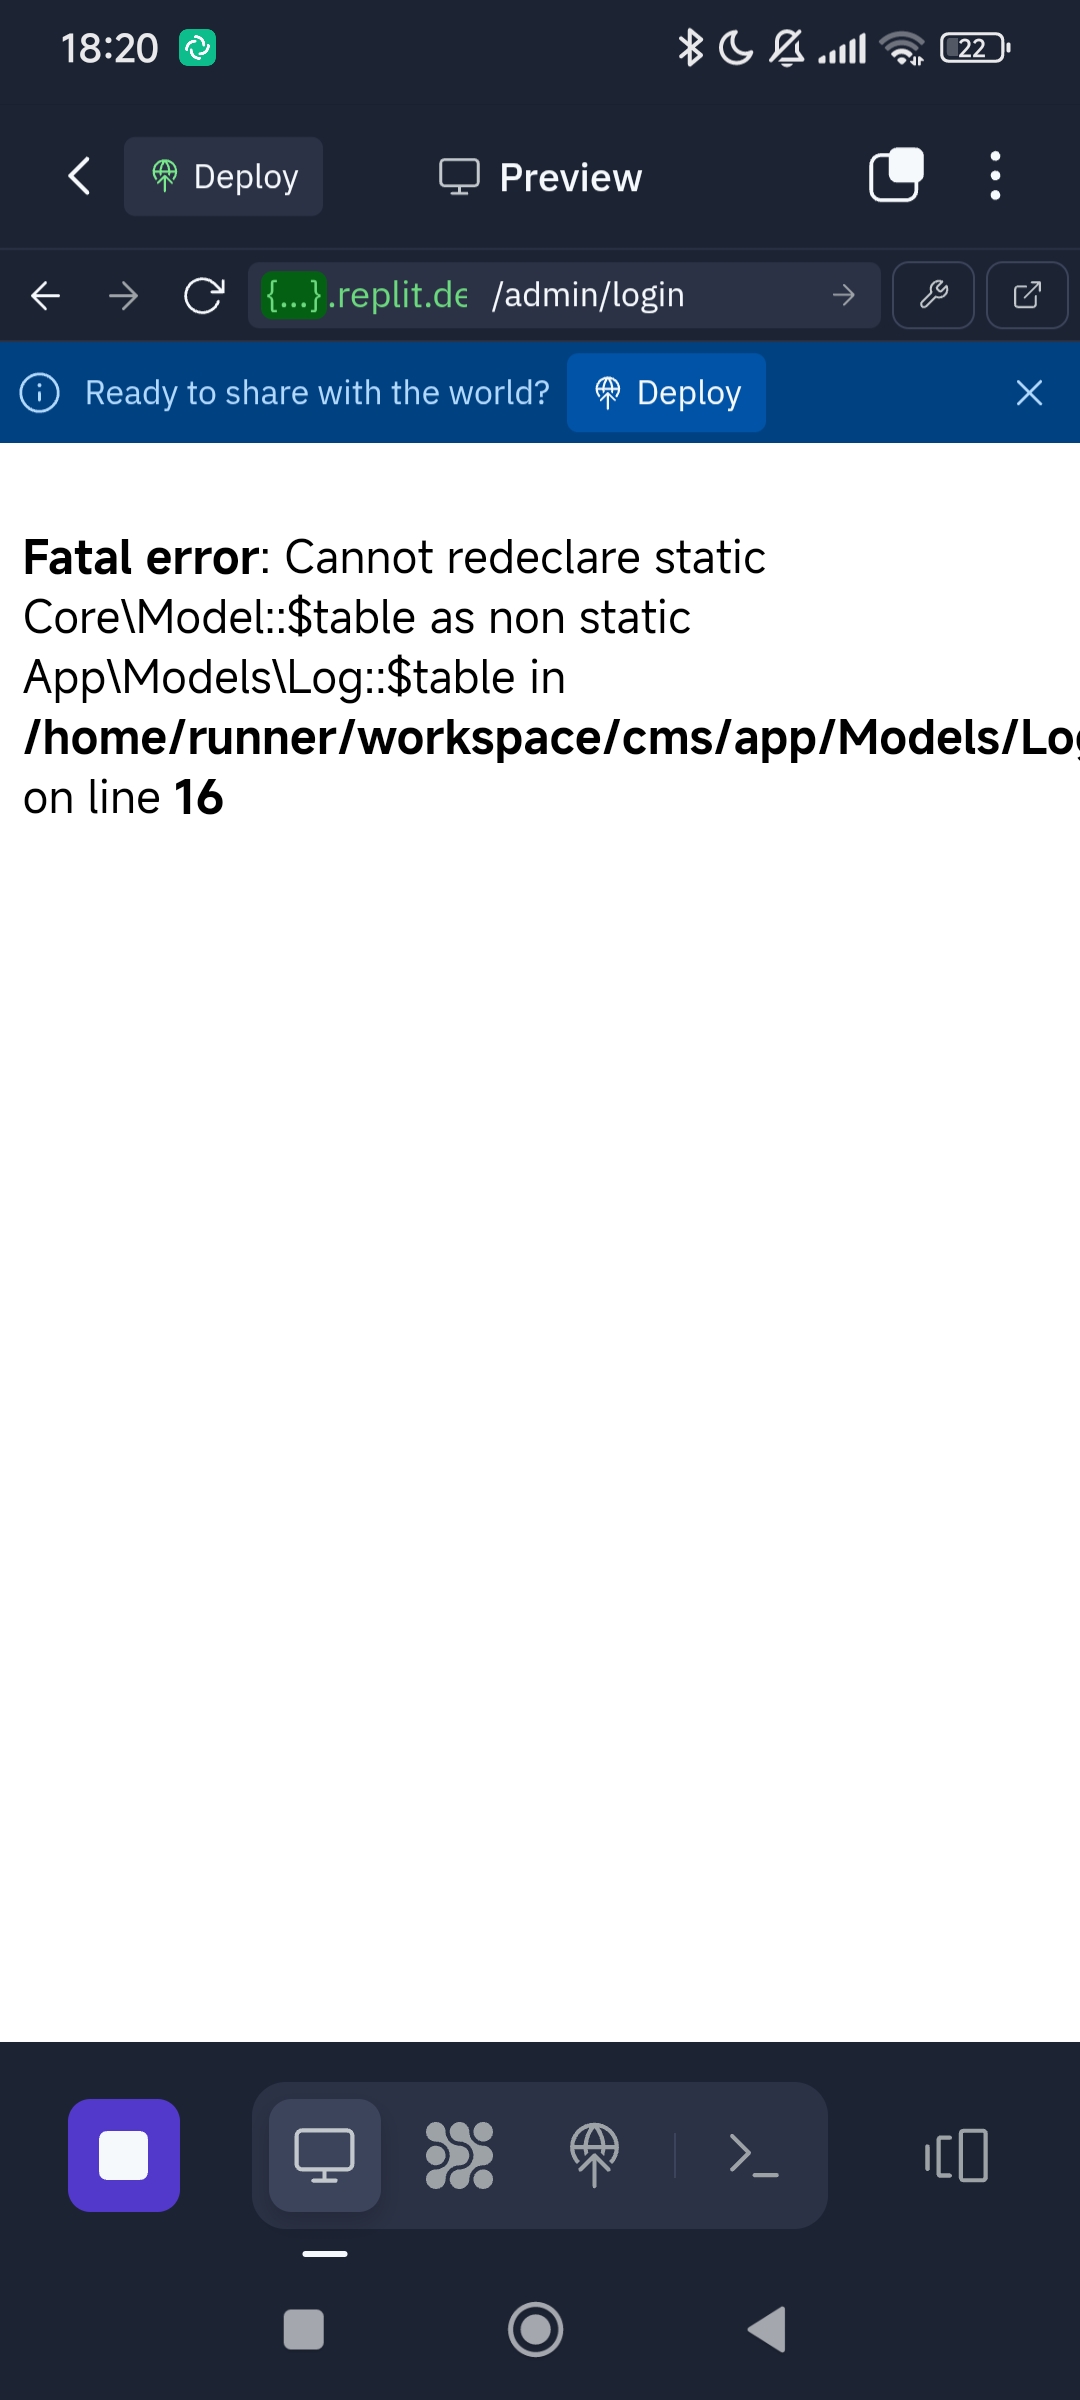 18:20
22
Deploy
Preview
{...}.replit.de /admin/login
Ready to share with the world?
Deploy
Fatal error: Cannot redeclare static
Core\Model::$table as non static
App\Models\Log::$table in
/home/runner/workspace/cms/app/Models/Log
on line 16